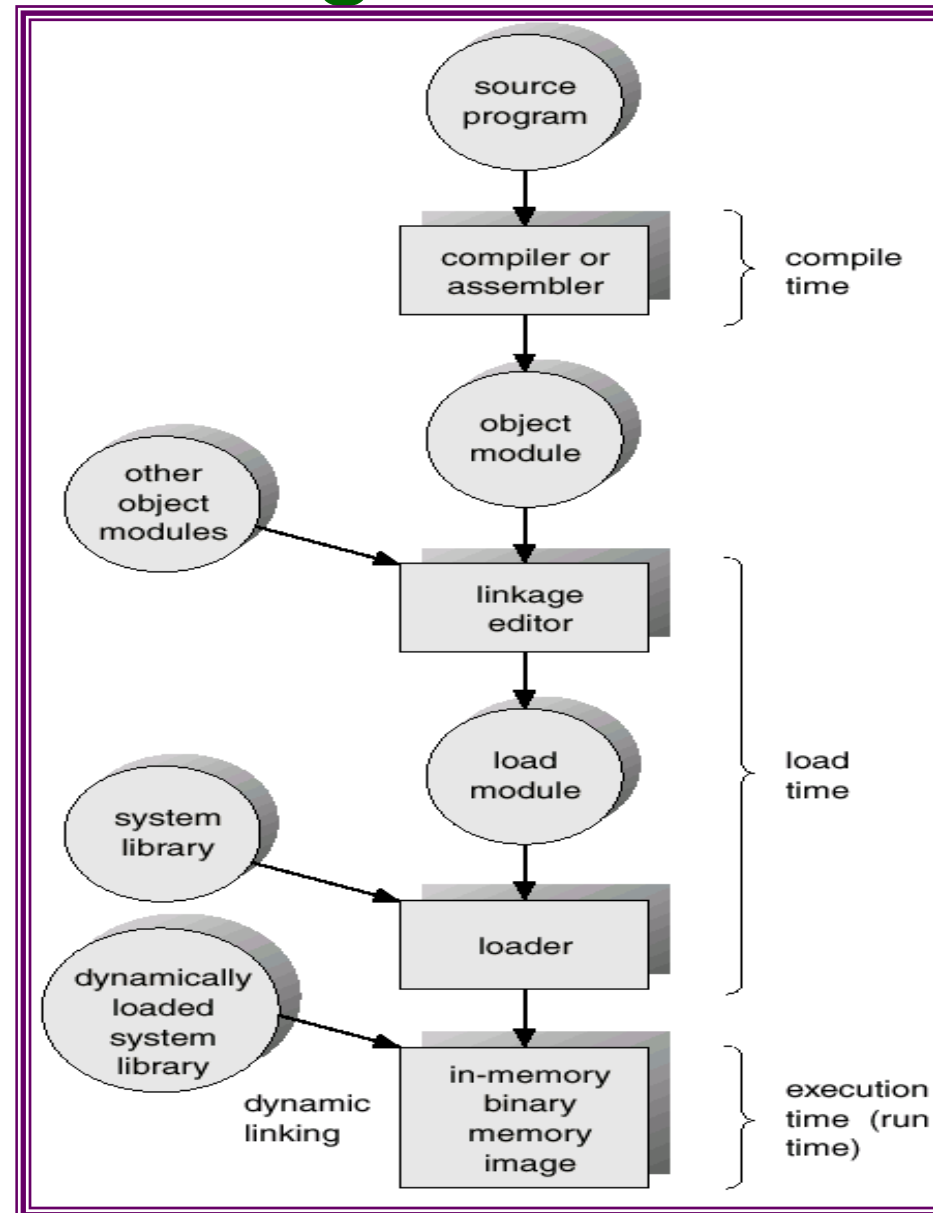 source
program
compiler or
assembler
compile
time
object
module
other
object
modules
linkage
editor
load
module
load
time
system
library
loader
dynamically
loaded
system
library
dynamic
linking
in-memory
binary
memory
image
execution
time (run
time)